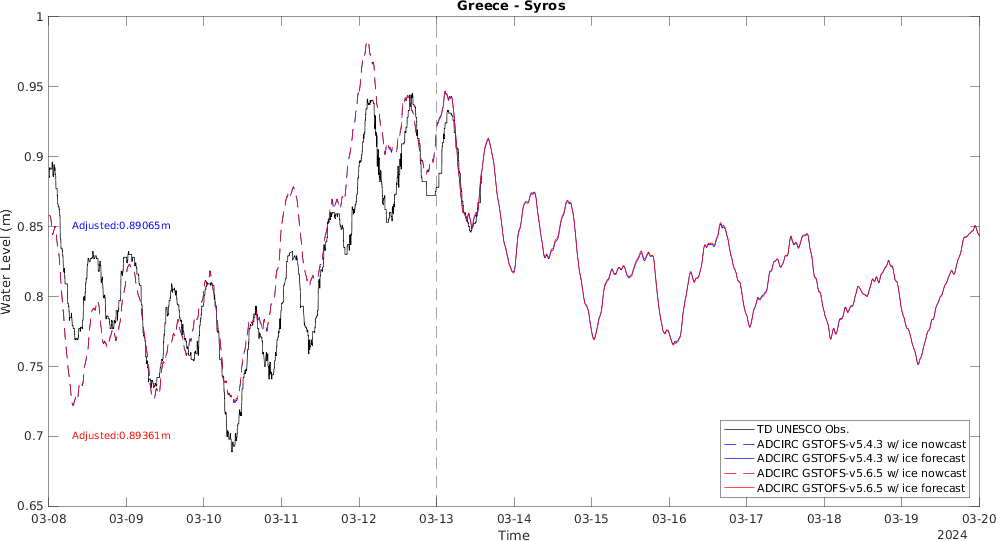 Greece - Syros
Water Level (m)
1
0.95
0.9
0.85
0.8
0.75
0.7
0.65
Adjusted:0.89065m
Adjusted:0.89361m
TD UNESCO Obs.
ADCIRC GSTOFS-v5.4.3 w/ ice nowcast
ADCIRC GSTOFS-v5.4.3 w/ ice forecast
ADCIRC GSTOFS-v5.6.5 w/ ice nowcast
ADCIRC GSTOFS-v5.6.5 w/ ice forecast
03-08 03-09 03-10 03-11 03-12 03-13 03-14 03-15 03-16 03-17 03-18 03-19 03-20
Time
2024